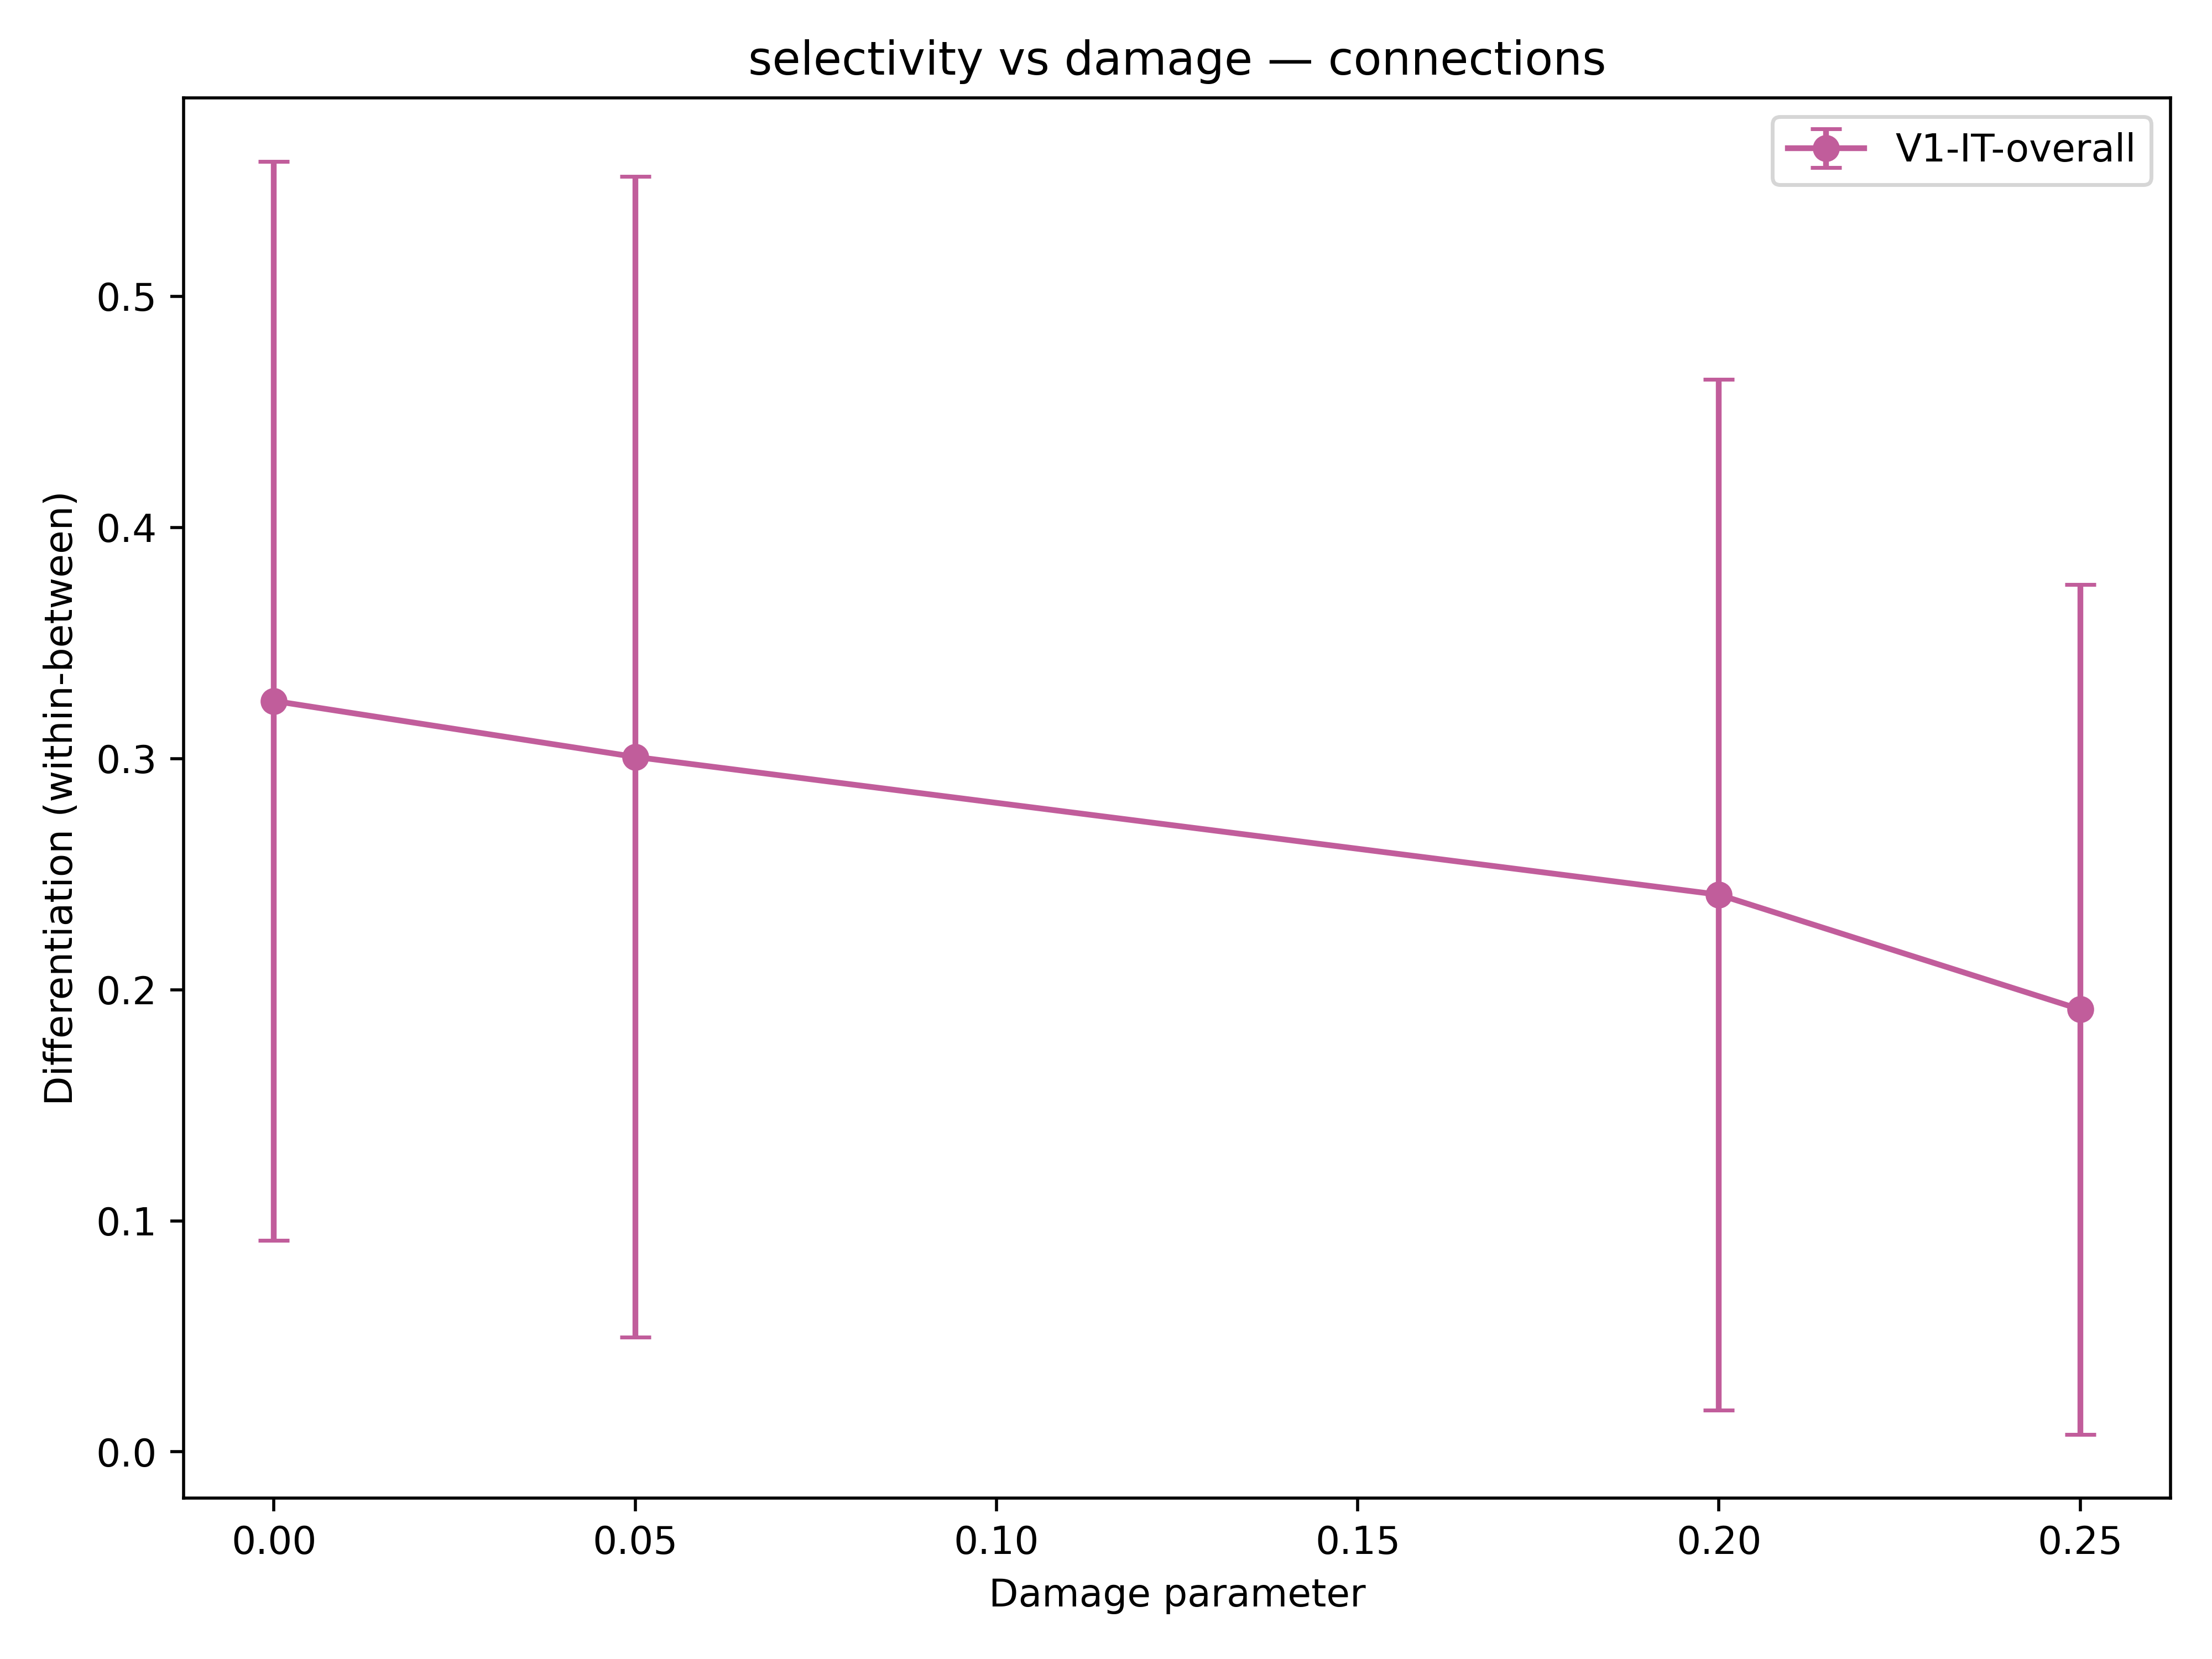 selectivity vs damage — connections
V1-IT-overall
Differentiation (within-between)
0.5
0.4
0.3
0.2
0.1
0.0
0.00 0.05 0.10 0.15 0.20 0.25
Damage parameter